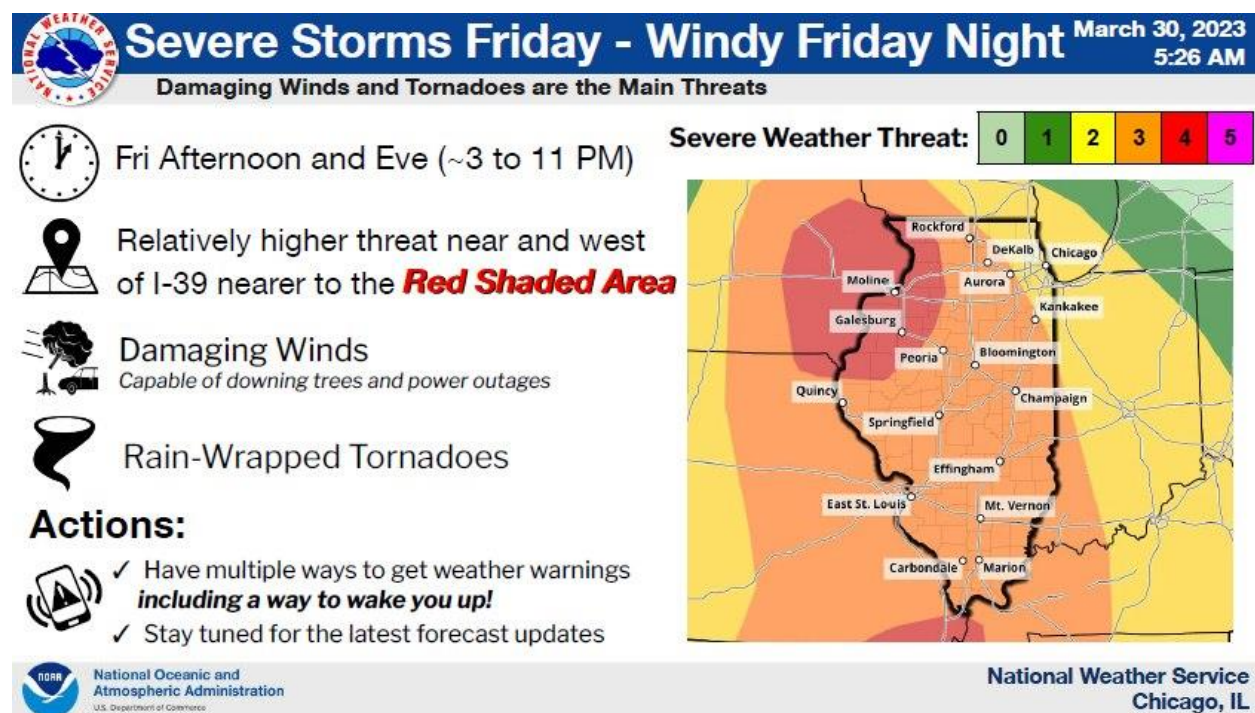 NATIONAL WEATHER SERVICE
Severe Storms Friday - Windy Friday Night
March 30, 2023
5:26 AM
Damaging Winds and Tornadoes are the Main Threats
Fri Afternoon and Eve (~3 to 11 PM)
Relatively higher threat near and west
of I-39 nearer to the Red Shaded Area
Damaging Winds
Capable of downing trees and power outages
Rain-Wrapped Tornadoes
Actions:
✓ Have multiple ways to get weather warnings
including a way to wake you up!
✓ Stay tuned for the latest forecast updates
Severe Weather Threat: 0 1 2 3 4 5
Rockford
DeKalb
Chicago
Moline
Aurora
Kankakee
Galesburg
Peoria
Bloomington
Quincy
Champaign
Springfield
Effingham
East St. Louis
Mt. Vernon
Carbondale
Marion
NOAA
National Oceanic and
Atmospheric Administration
U.S. Department of Commerce
National Weather Service
Chicago, IL